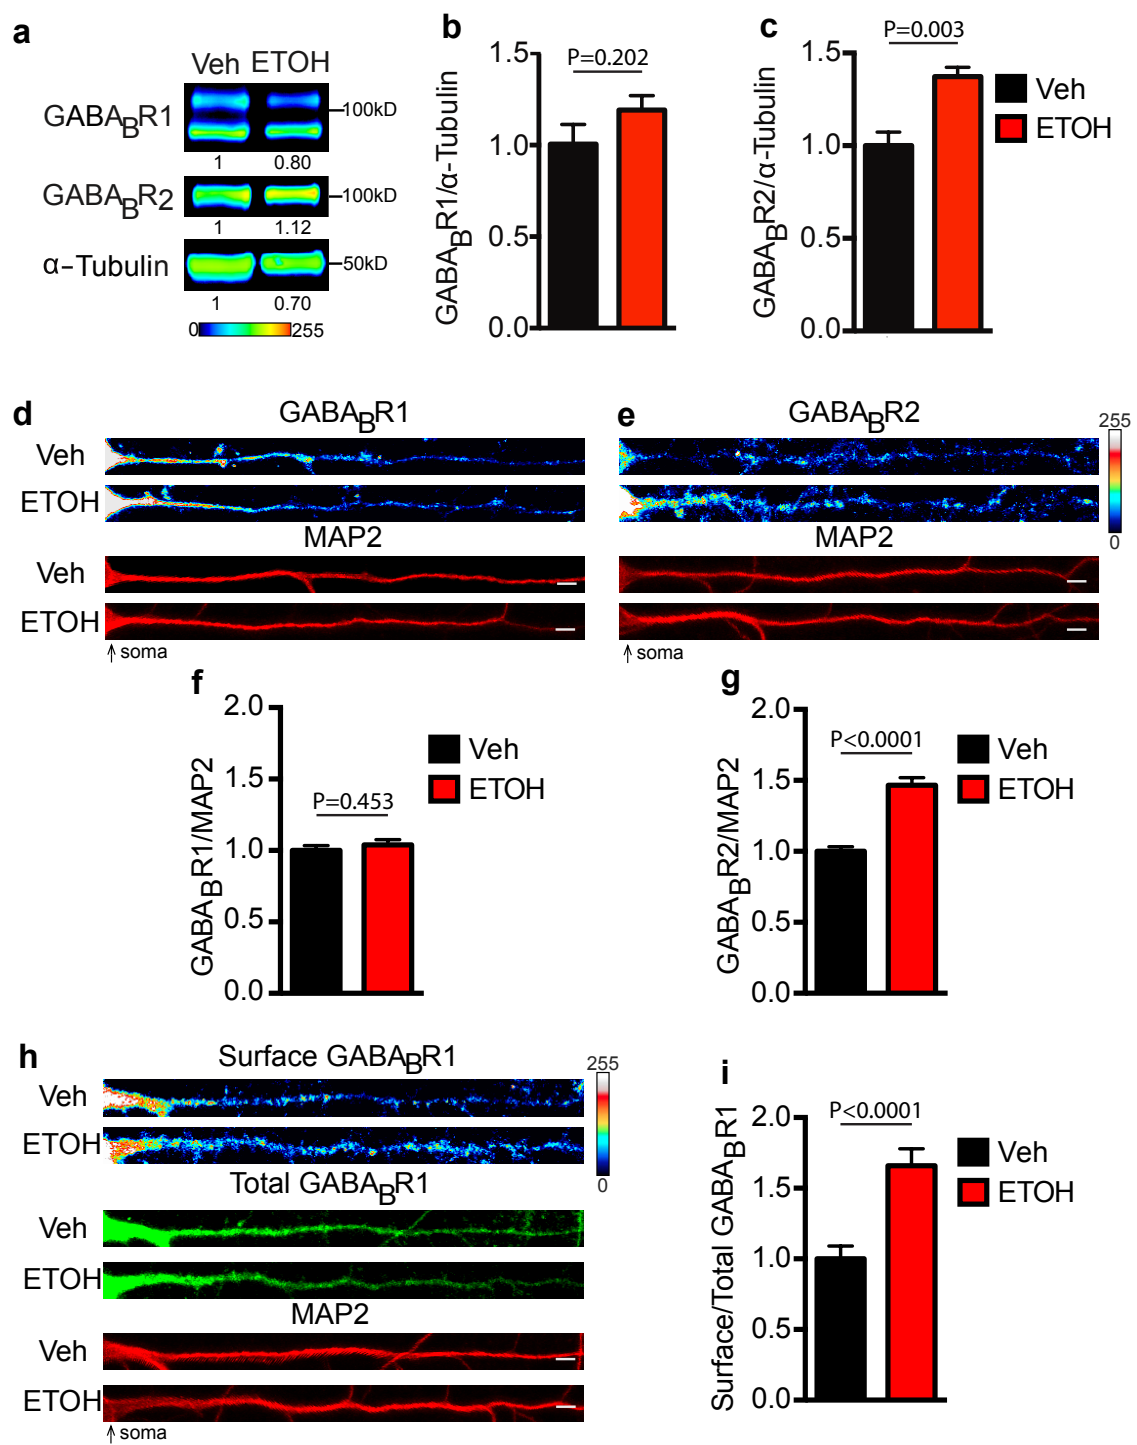 a
Veh ETOH
GABABR1
100kD
1 0.80
GABABR2
100kD
1 1.12
α-Tubulin
50kD
1 0.70
0 255
b
1.5
1.0
0.5
0.0
GABABR1/α-Tubulin
P=0.202
c
1.5
1.0
0.5
0.0
GABABR2/α-Tubulin
P=0.003
Veh
ETOH
d
GABABR1
Veh
ETOH
MAP2
Veh
ETOH
soma
e
GABABR2
255
0
MAP2
soma
f
2.0
1.5
1.0
0.5
0.0
GABABR1/MAP2
P=0.453
Veh
ETOH
g
2.0
1.5
1.0
0.5
0.0
GABABR2/MAP2
P<0.0001
Veh
ETOH
h
Surface GABABR1
Veh
ETOH
255
0
Total GABABR1
Veh
ETOH
MAP2
Veh
ETOH
soma
i
2.0
1.5
1.0
0.5
0.0
Surface/Total GABABR1
P<0.0001
Veh
ETOH